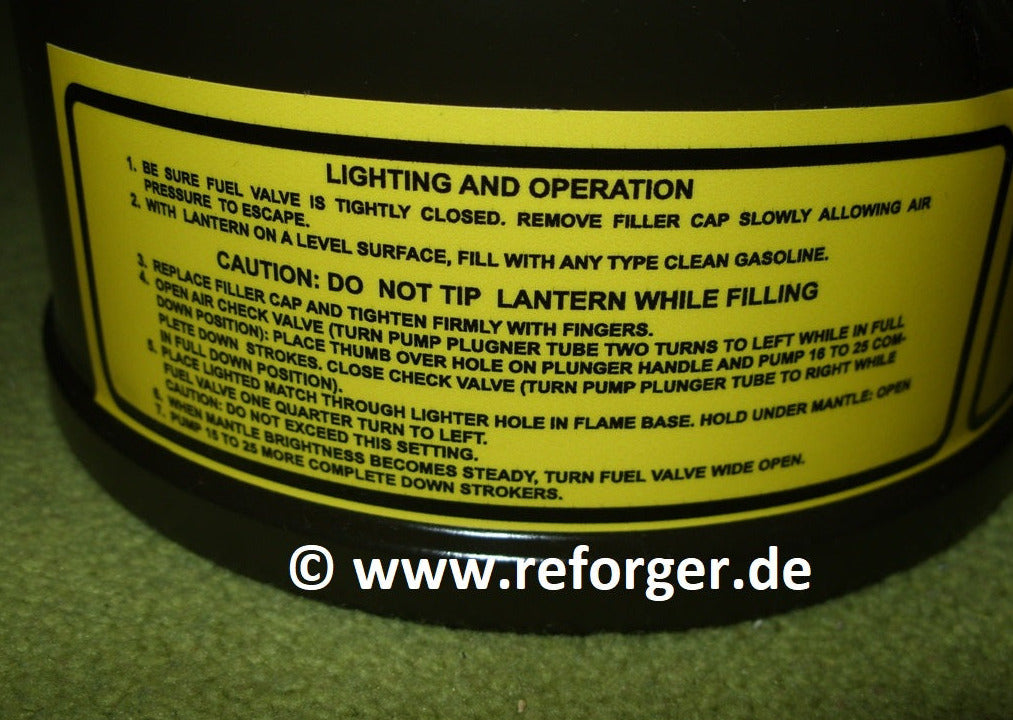 LIGHTING AND OPERATION
1. BE SURE FUEL VALVE IS TIGHTLY CLOSED. REMOVE FILLER CAP SLOWLY ALLOWING AIR
PRESSURE TO ESCAPE.
2. WITH LANTERN ON A LEVEL SURFACE, FILL WITH ANY TYPE CLEAN GASOLINE.
CAUTION: DO NOT TIP LANTERN WHILE FILLING
3. REPLACE FILLER CAP AND TIGHTEN FIRMLY WITH FINGERS.
4. OPEN AIR CHECK VALVE (TURN PUMP PLUGNER TUBE TWO TURNS TO LEFT WHILE IN FULL
DOWN POSITION): PLACE THUMB OVER HOLE ON PLUNGER HANDLE AND PUMP 16 TO 25 COM-
PLETE DOWN STROKES. CLOSE CHECK VALVE (TURN PUMP PLUNGER TUBE TO RIGHT WHILE
IN FULL DOWN POSITION).
5. PLACE LIGHTED MATCH THROUGH LIGHTER HOLE IN FLAME BASE. HOLD UNDER MANTLE: OPEN
FUEL VALVE ONE QUARTER TURN TO LEFT.
CAUTION: DO NOT EXCEED THIS SETTING.
6. WHEN MANTLE BRIGHTNESS BECOMES STEADY, TURN FUEL VALVE WIDE OPEN.
7. PUMP 15 TO 25 MORE COMPLETE DOWN STROKERS.
© www.reforger.de